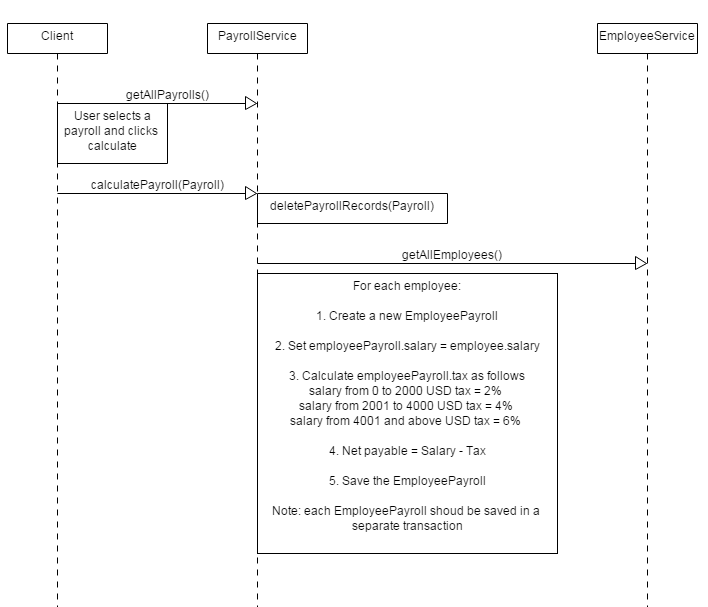 Client
PayrollService
EmployeeService
getAllPayrolls()
User selects a
payroll and clicks
calculate
calculatePayroll(Payroll)
deletePayrollRecords(Payroll)
getAllEmployees()
For each employee:
1. Create a new EmployeePayroll
2. Set employeePayroll.salary = employee.salary
3. Calculate employeePayroll.tax as follows
salary from 0 to 2000 USD tax = 2%
salary from 2001 to 4000 USD tax = 4%
salary from 4001 and above USD tax = 6%
4. Net payable = Salary - Tax
5. Save the EmployeePayroll
Note: each EmployeePayroll shoud be saved in a
separate transaction